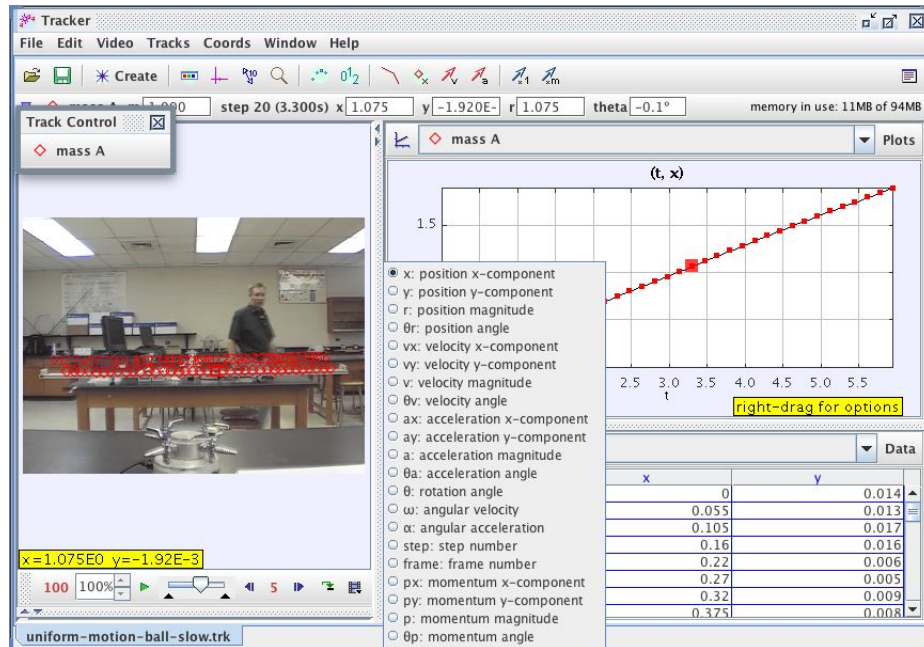 Tracker
File Edit Video Tracks Coords Window Help
Create
mass A step 20 (3.300s) x 1.075 y -1.920E- r 1.075 theta -0.1° memory in use: 11MB of 94MB
Track Control
mass A
mass A Plots
(t, x)
1.5
2.5 3.0 3.5 4.0 4.5 5.0 5.5
t
right-drag for options
x: position x-component
y: position y-component
r: position magnitude
θr: position angle
vx: velocity x-component
vy: velocity y-component
v: velocity magnitude
θv: velocity angle
ax: acceleration x-component
ay: acceleration y-component
a: acceleration magnitude
θa: acceleration angle
θ: rotation angle
ω: angular velocity
α: angular acceleration
step: step number
frame: frame number
px: momentum x-component
py: momentum y-component
p: momentum magnitude
θp: momentum angle
Data
x y
0 0.014
0.055 0.013
0.105 0.017
0.16 0.016
0.22 0.006
0.27 0.005
0.32 0.009
0.375 0.008
x=1.075E0 y=-1.92E-3
100 100% 5
uniform-motion-ball-slow.trk